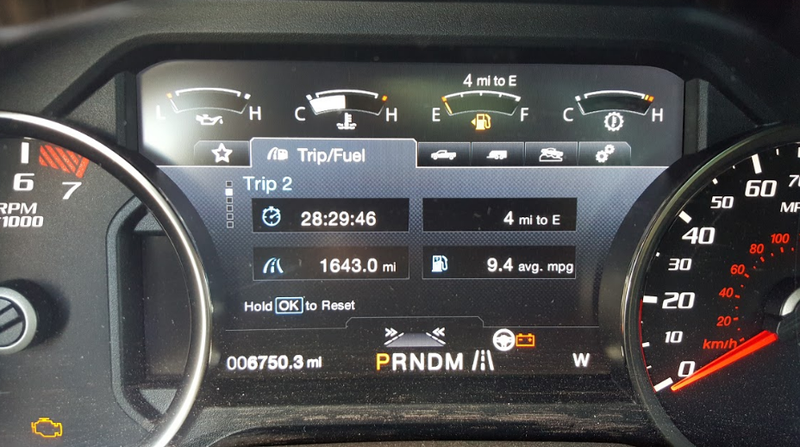 4 mi to E
L H C H E F C H
Trip/Fuel
Trip 2
28:29:46 4 mi to E
1643.0 mi 9.4 avg. mpg
Hold OK to Reset
006750.3 mi PRNDM W
6 7
RPM
1000
0 10 20 30 40 50 60
20 40 60 80 100
km/h